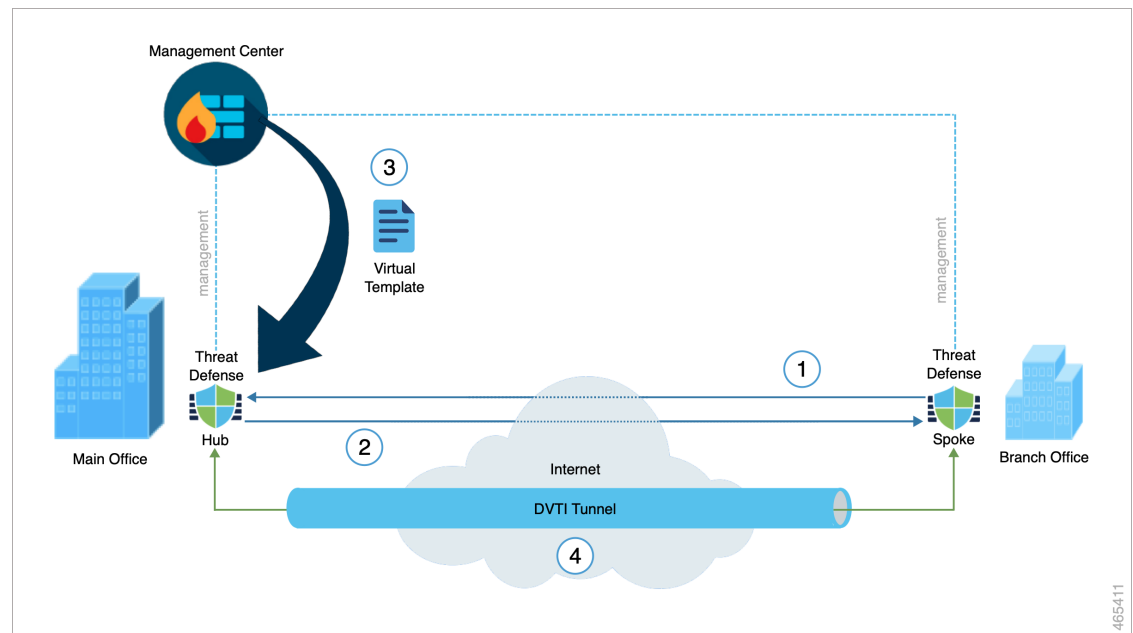 Management Center
3
Virtual
Template
management
management
Threat
Defense
Hub
Main Office
1
2
Threat
Defense
Spoke
Branch Office
Internet
DVTI Tunnel
4
465411